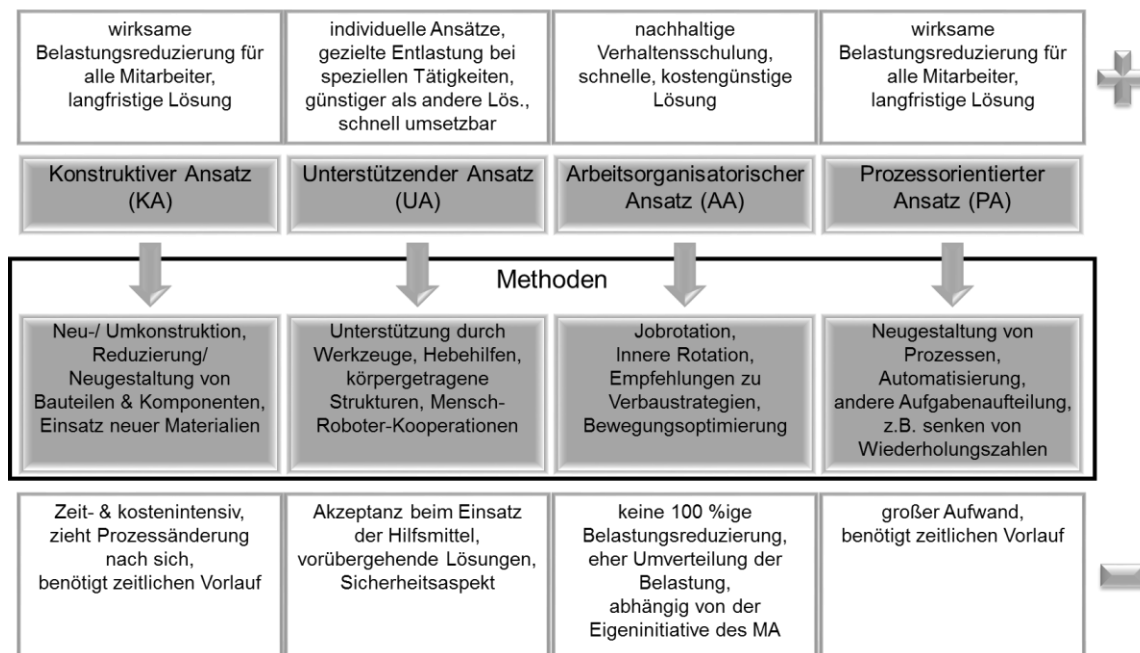 wirksame
Belastungsreduzierung für
alle Mitarbeiter,
langfristige Lösung
individuelle Ansätze,
gezielte Entlastung bei
speziellen Tätigkeiten,
günstiger als andere Lös.,
schnell umsetzbar
nachhaltige
Verhaltensschulung,
schnelle, kostengünstige
Lösung
wirksame
Belastungsreduzierung für
alle Mitarbeiter,
langfristige Lösung
Konstruktiver Ansatz
(KA)
Unterstützender Ansatz
(UA)
Arbeitsorganisatorischer
Ansatz (AA)
Prozessorientierter
Ansatz (PA)
Methoden
Neu-/ Umkonstruktion,
Reduzierung/
Neugestaltung von
Bauteilen & Komponenten,
Einsatz neuer Materialien
Unterstützung durch
Werkzeuge, Hebehilfen,
körpergetragene
Strukturen, Mensch-
Roboter-Kooperationen
Jobrotation,
Innere Rotation,
Empfehlungen zu
Verbaustrategien,
Bewegungsoptimierung
Neugestaltung von
Prozessen,
Automatisierung,
andere Aufgabenaufteilung,
z.B. senken von
Wiederholungszahlen
Zeit- & kostenintensiv,
zieht Prozessänderung
nach sich,
benötigt zeitlichen Vorlauf
Akzeptanz beim Einsatz
der Hilfsmittel,
vorübergehende Lösungen,
Sicherheitsaspekt
keine 100 %ige
Belastungsreduzierung,
eher Umverteilung der
Belastung,
abhängig von der
Eigeninitiative des MA
großer Aufwand,
benötigt zeitlichen Vorlauf